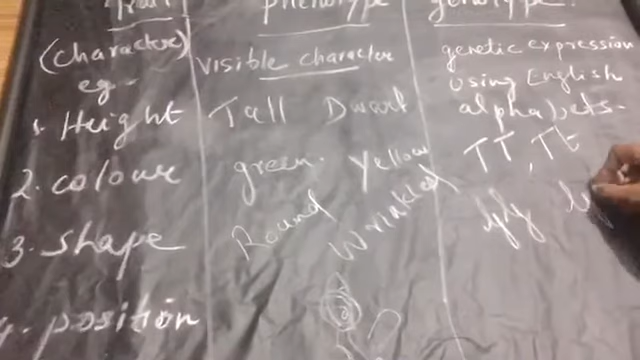 Trait phenotype genotype.
(character) visible character genetic expression
eg- using English
1. Height Tall Dwarf alphabets-
TT, Tt
2. colour green. Yellow
3. shape Round Wrinkled
4. position